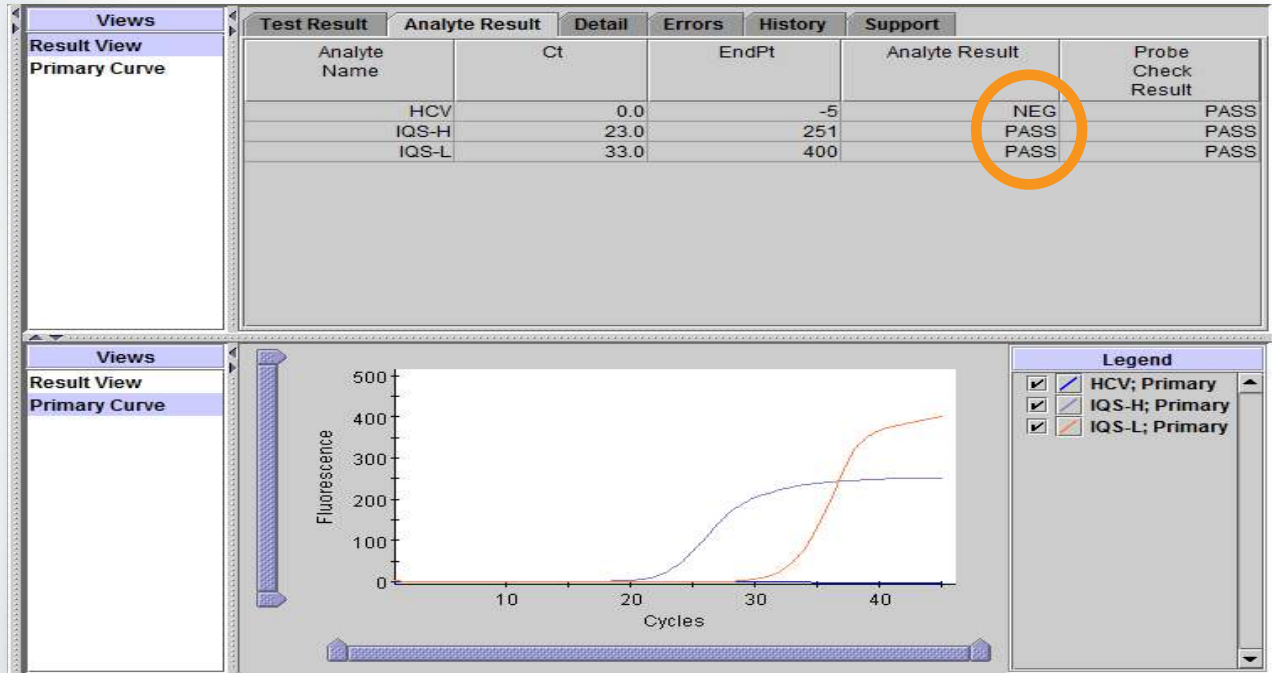 Views
Result View
Primary Curve
Test Result Analyte Result Detail Errors History Support
Analyte Name Ct EndPt Analyte Result Probe Check Result
HCV 0.0 -5 NEG PASS
IQS-H 23.0 251 PASS PASS
IQS-L 33.0 400 PASS PASS
Views
Result View
Primary Curve
500
400
300
200
100
0
Fluorescence
10 20 30 40
Cycles
Legend
HCV; Primary
IQS-H; Primary
IQS-L; Primary